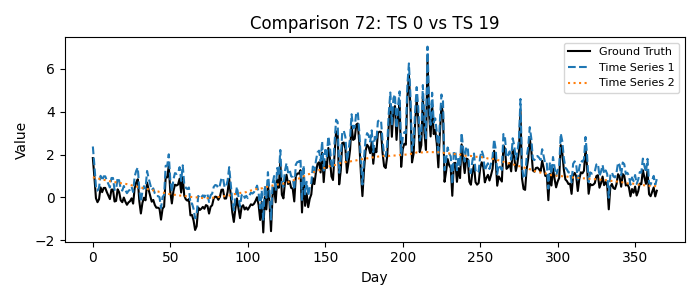 Comparison 72: TS 0 vs TS 19
Ground Truth
Time Series 1
Time Series 2
Value
6
4
2
0
−2
0 50 100 150 200 250 300 350
Day